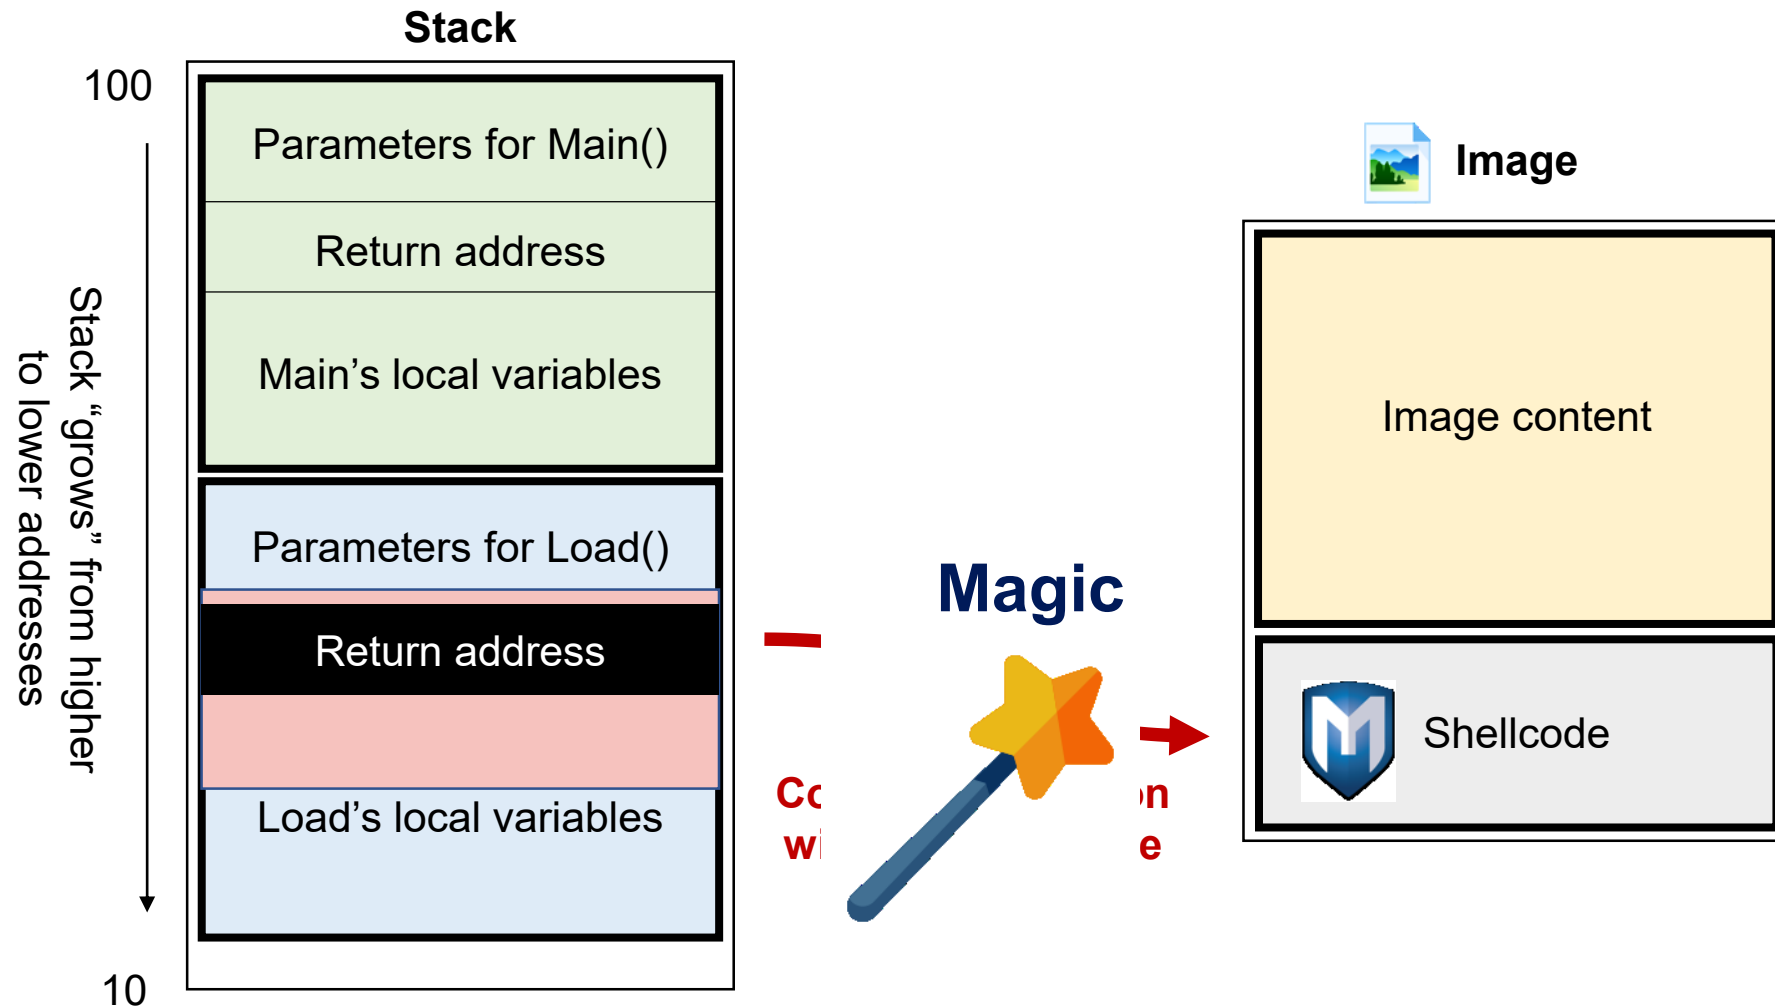 Stack
100
Parameters for Main()
Return address
Main’s local variables
Stack “grows” from higher
to lower addresses
Parameters for Load()
Return address
Load’s local variables
10
Magic
Image
Image content
Shellcode